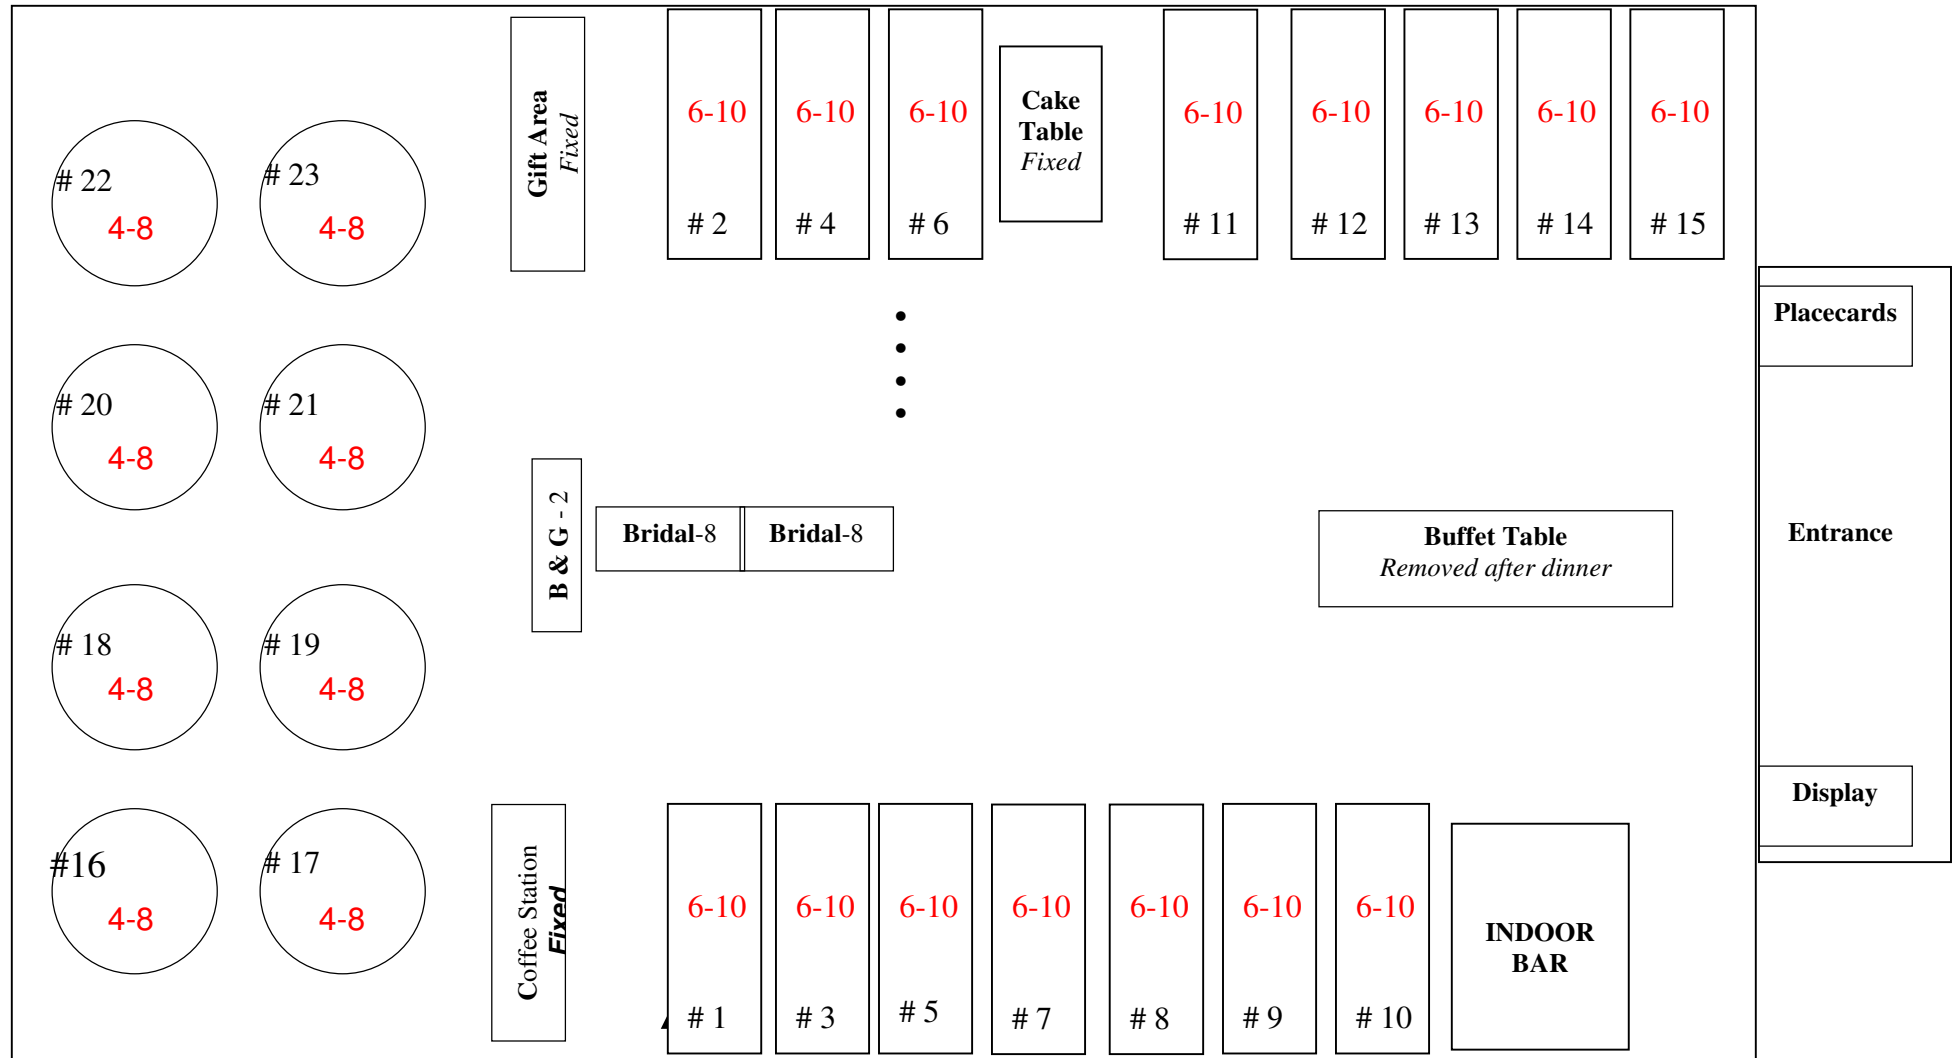 # 22
4-8
# 23
4-8
Gift Area
Fixed
6-10
# 2
6-10
# 4
6-10
# 6
Cake
Table
Fixed
6-10
# 11
6-10
# 12
6-10
# 13
6-10
# 14
6-10
# 15
Placecards
# 20
4-8
# 21
4-8
•
•
•
•
B & G - 2
Bridal-8
Bridal-8
Buffet Table
Removed after dinner
Entrance
# 18
4-8
# 19
4-8
Display
#16
4-8
# 17
4-8
Coffee Station
Fixed
6-10
# 1
6-10
# 3
6-10
# 5
6-10
# 7
6-10
# 8
6-10
# 9
6-10
# 10
INDOOR
BAR